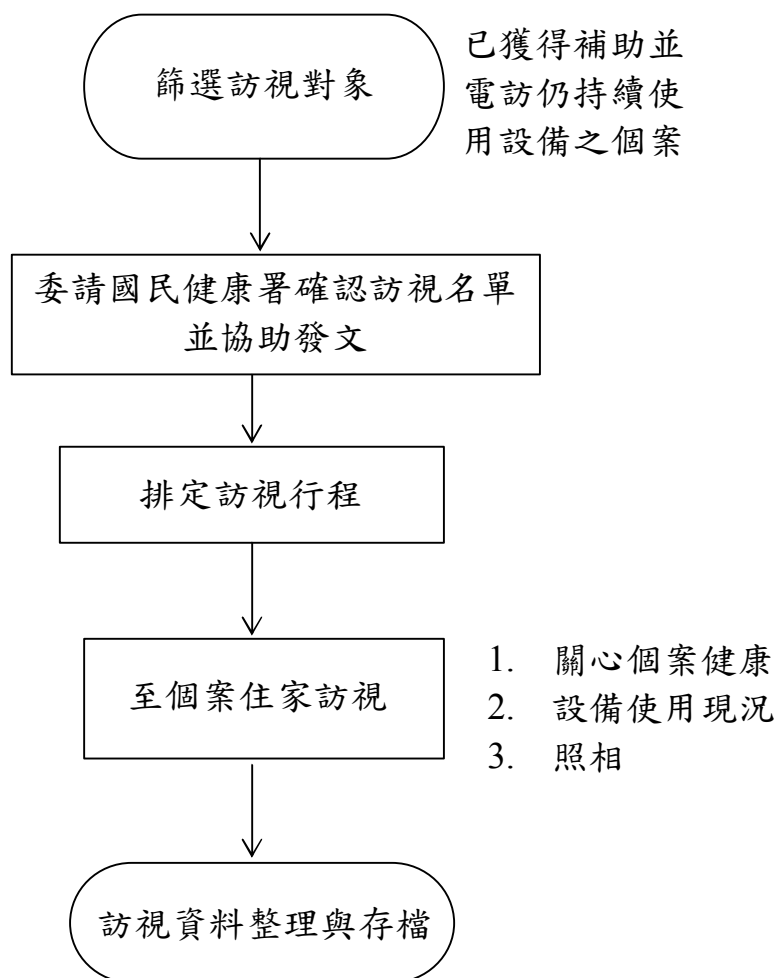 篩選訪視對象
已獲得補助並
電訪仍持續使
用設備之個案
委請國民健康署確認訪視名單
並協助發文
排定訪視行程
至個案住家訪視
1. 關心個案健康
2. 設備使用現況
3. 照相
訪視資料整理與存檔